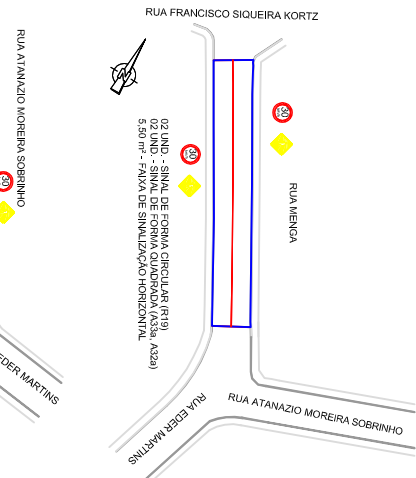 RUA FRANCISCO SIQUEIRA KORTZ
RUA ATANAZIO MOREIRA SOBRINHO
30
30
30
02 UND. - SINAL DE FORMA CIRCULAR (R19)
02 UND. - SINAL DE FORMA QUADRADA (A33a, A32a)
5,50 m² - FAIXA DE SINALIZAÇÃO HORIZONTAL
RUA MENGA
EDER MARTINS
RUA EDER MARTINS
RUA ATANAZIO MOREIRA SOBRINHO